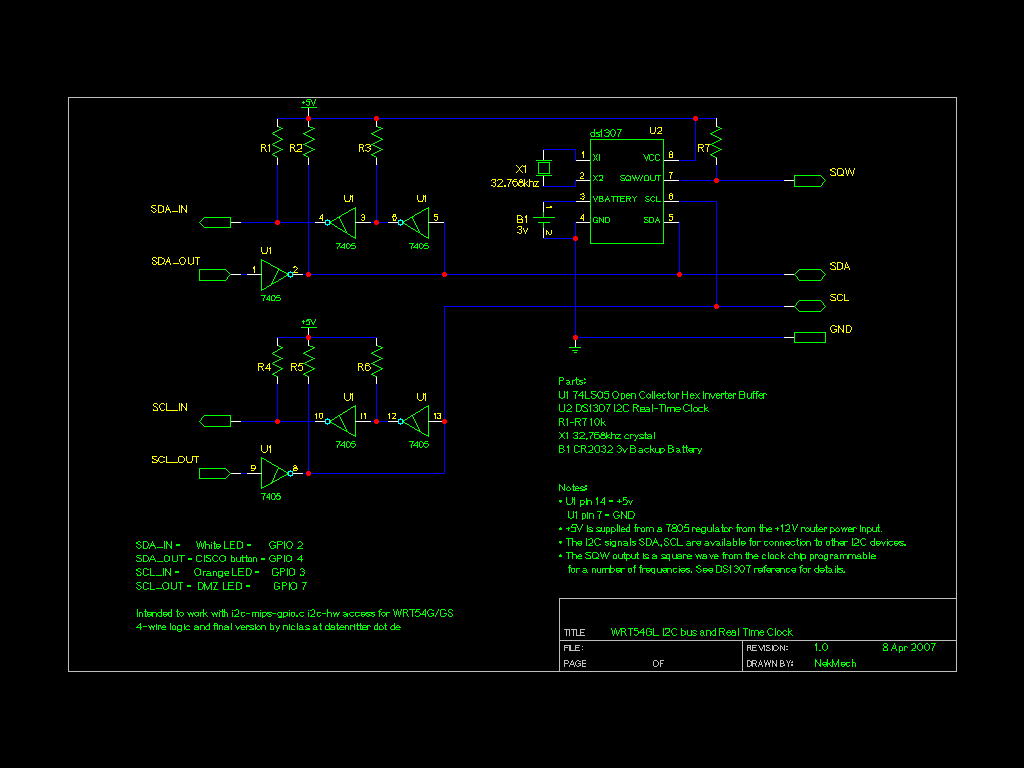 +5V
ds1307
U2
R1
R2
R3
R7
X1
32.768khz
1
X1
VCC
8
2
X2
SQW/OUT
7
3
VBATTERY
SCL
6
4
GND
SDA
5
SQW
SDA_IN
U1
4
3
7405
U1
6
5
7405
B1
3v
1
2
SDA_OUT
U1
1
2
7405
SDA
SCL
GND
+5V
R4
R5
R6
SCL_IN
U1
10
11
7405
U1
12
13
7405
SCL_OUT
U1
9
8
7405
Parts:
U1 74LS05 Open Collector Hex Inverter Buffer
U2 DS1307 I2C Real-Time Clock
R1-R7 10k
X1 32.768khz crystal
B1 CR2032 3v Backup Battery
Notes:
• U1 pin 14 = +5v
U1 pin 7 = GND
• +5V is supplied from a 7805 regulator from the +12V router power input.
• The I2C signals SDA,SCL are available for connection to other I2C devices.
• The SQW output is a square wave from the clock chip programmable
for a number of frequencies. See DS1307 reference for details.
SDA_IN = White LED = GPIO 2
SDA_OUT = CISCO button = GPIO 4
SCL_IN = Orange LED = GPIO 3
SCL_OUT = DMZ LED = GPIO 7
Intended to work with i2c-mips-gpio.c i2c-hw access for WRT54G/GS
4-wire logic and final version by niclas at datenritter dot de
TITLE WRT54GL I2C bus and Real Time Clock
FILE:
REVISION: 1.0 8 Apr 2007
PAGE OF
DRAWN BY: NekMech